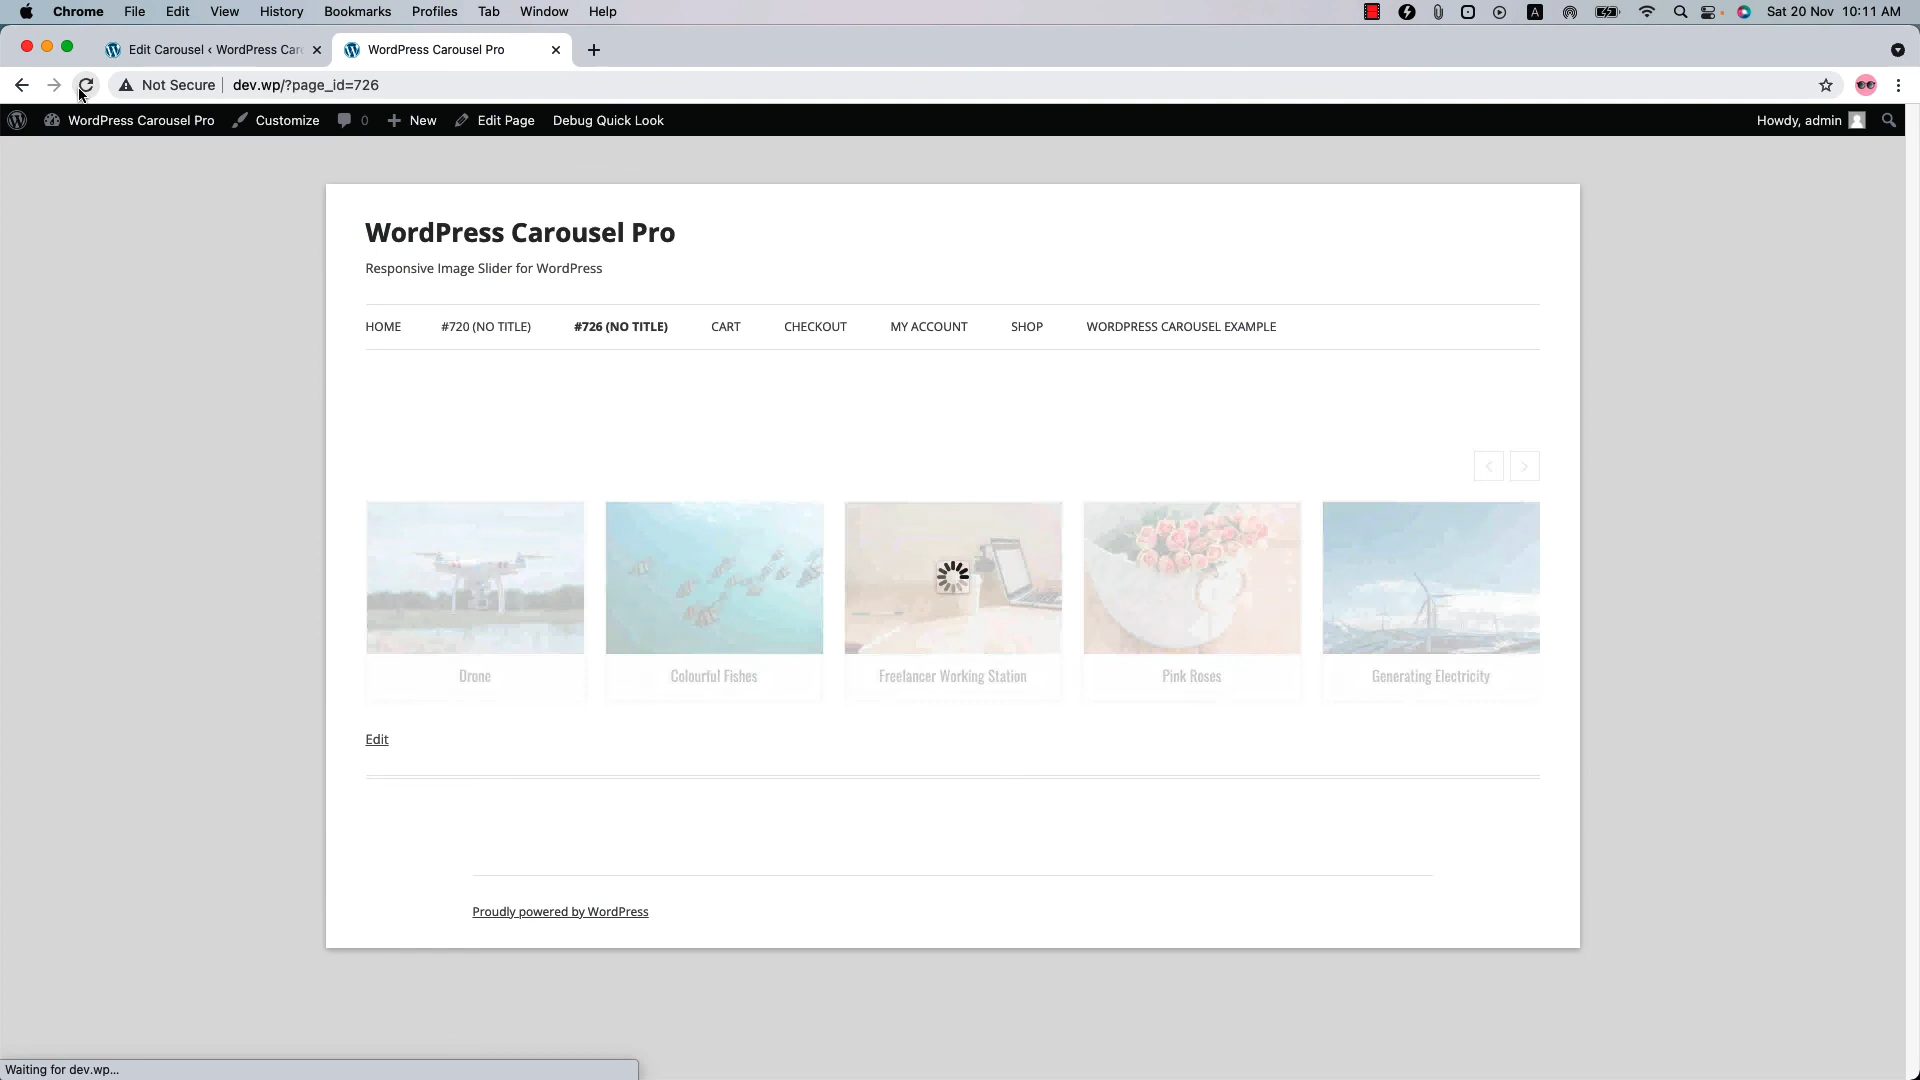 Chrome File Edit View History Bookmarks Profiles Tab Window Help A Sat 20 Nov 10:11 AM
Edit Carousel ‹ WordPress Car WordPress Carousel Pro
Not Secure dev.wp/?page_id=726
WordPress Carousel Pro Customize 0 New Edit Page Debug Quick Look Howdy, admin
WordPress Carousel Pro
Responsive Image Slider for WordPress
HOME #720 (NO TITLE) #726 (NO TITLE) CART CHECKOUT MY ACCOUNT SHOP WORDPRESS CAROUSEL EXAMPLE
Drone Colourful Fishes Freelancer Working Station Pink Roses Generating Electricity
Edit
Proudly powered by WordPress
Waiting for dev.wp...